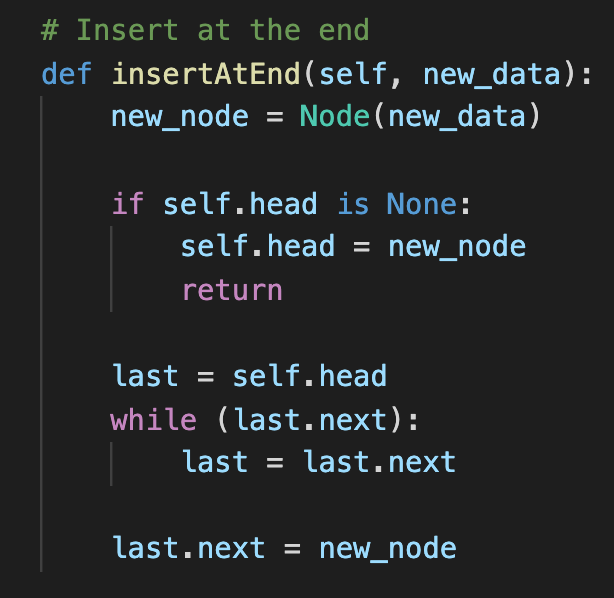 # Insert at the end
def insertAtEnd(self, new_data):
    new_node = Node(new_data)

    if self.head is None:
        self.head = new_node
        return

    last = self.head
    while (last.next):
        last = last.next

    last.next = new_node